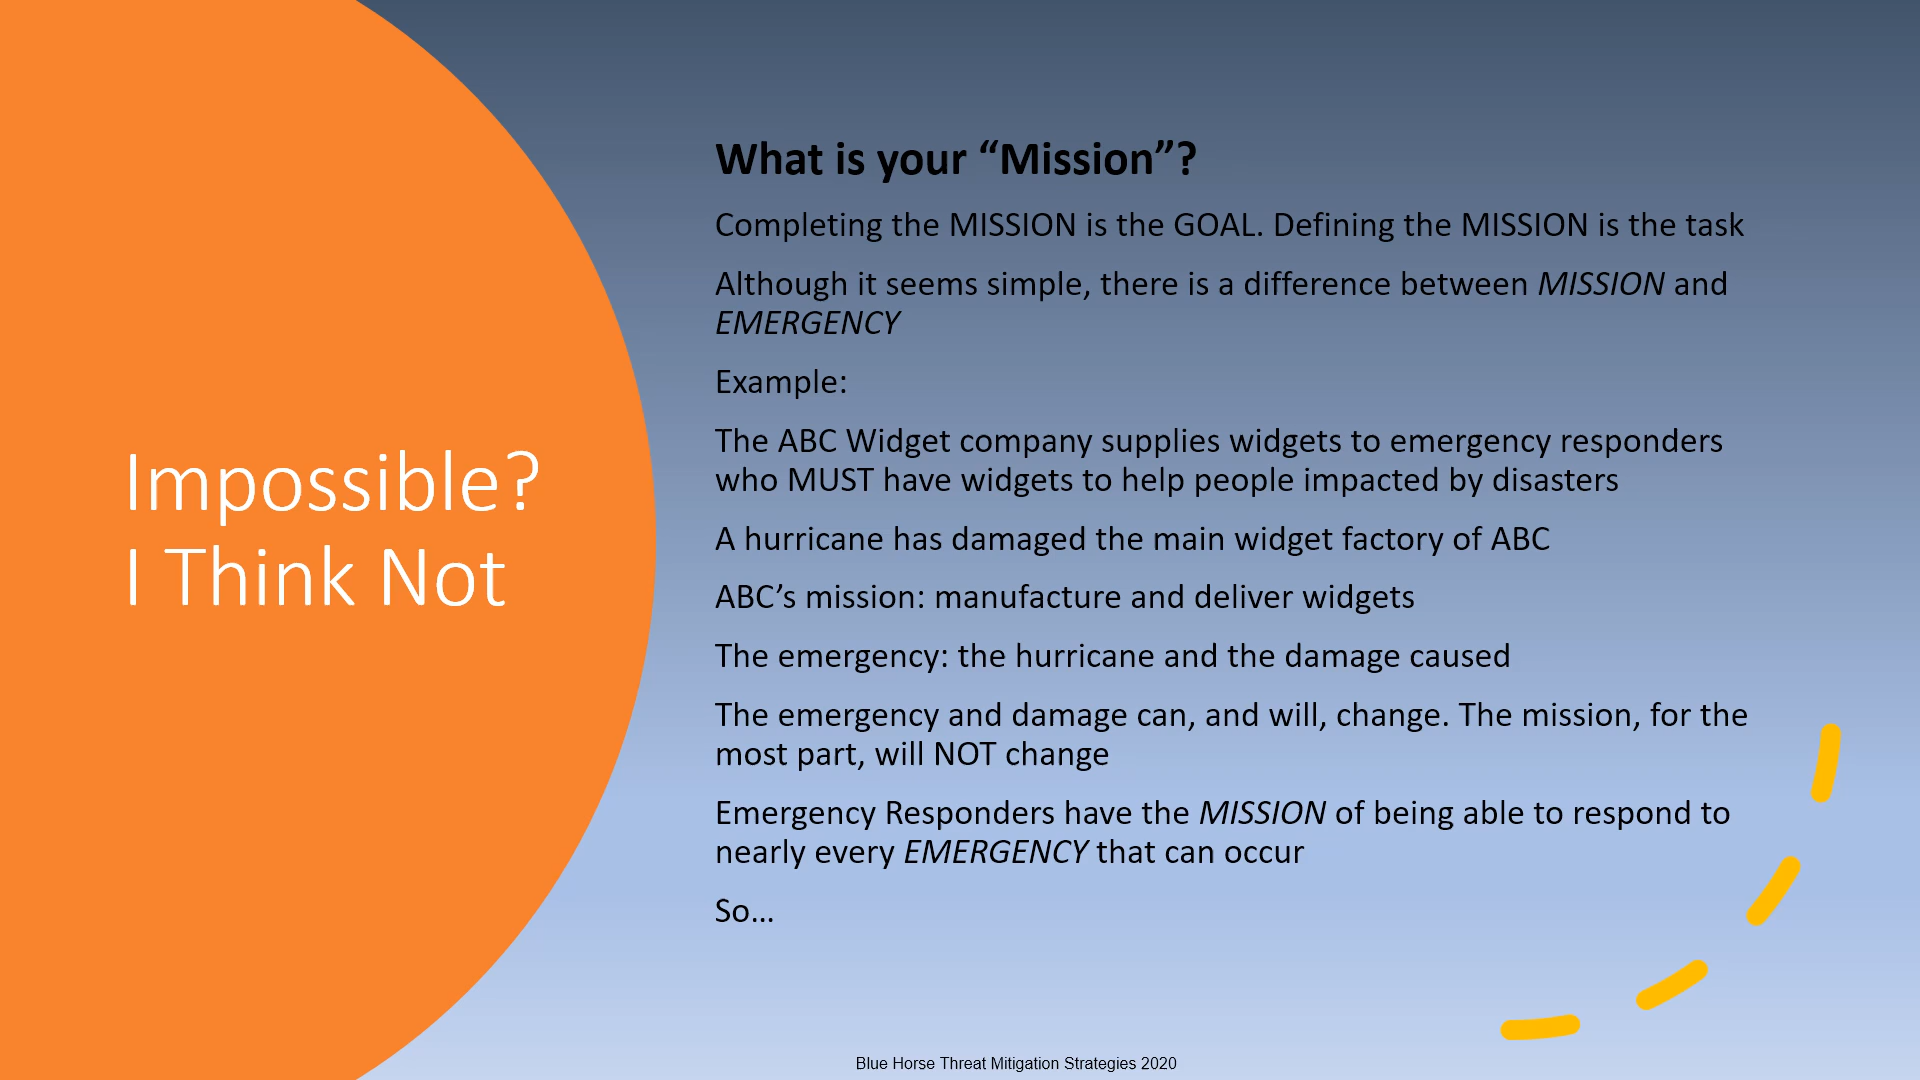 Impossible?
I Think Not
What is your “Mission”?
Completing the MISSION is the GOAL. Defining the MISSION is the task
Although it seems simple, there is a difference between MISSION and
EMERGENCY
Example:
The ABC Widget company supplies widgets to emergency responders
who MUST have widgets to help people impacted by disasters
A hurricane has damaged the main widget factory of ABC
ABC’s mission: manufacture and deliver widgets
The emergency: the hurricane and the damage caused
The emergency and damage can, and will, change. The mission, for the
most part, will NOT change
Emergency Responders have the MISSION of being able to respond to
nearly every EMERGENCY that can occur
So…
Blue Horse Threat Mitigation Strategies 2020